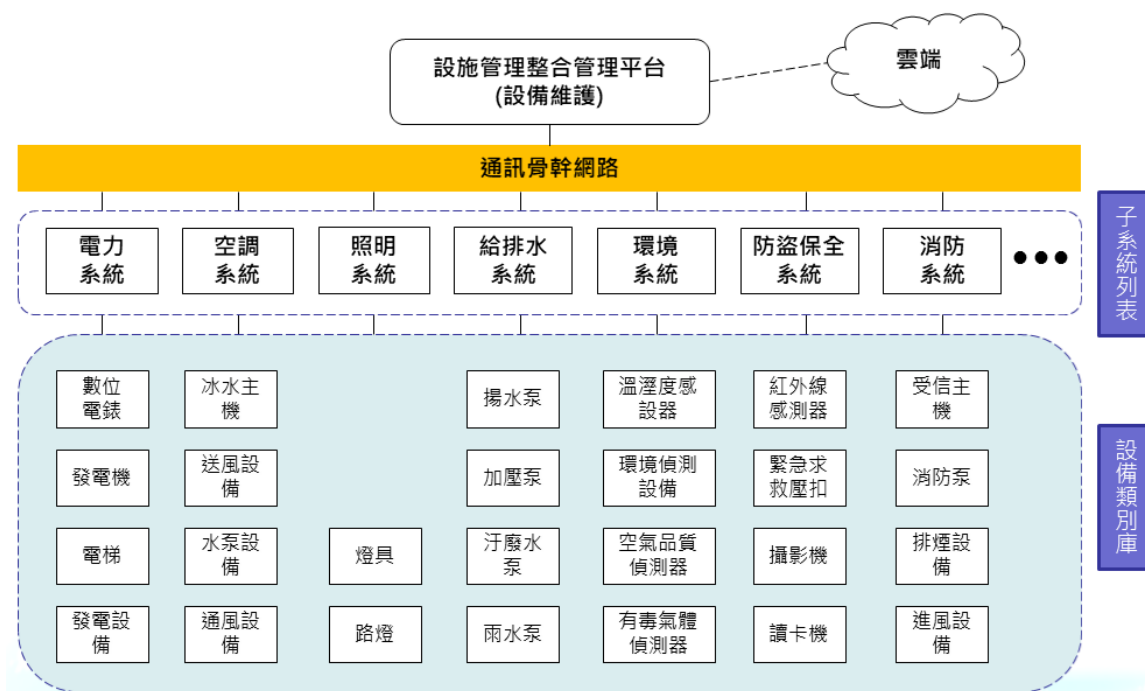 設施管理整合管理平台
(設備維護)
雲端
通訊骨幹網路
電力
系統
空調
系統
照明
系統
給排水
系統
環境
系統
防盜保全
系統
消防
系統
●●●
子系統列表
數位
電錶
冰水主
機
揚水泵
溫溼度感
設器
紅外線
感測器
受信主
機
發電機
送風設
備
加壓泵
環境偵測
設備
緊急求
救壓扣
消防泵
設備類別庫
電梯
水泵設
備
燈具
汙廢水
泵
空氣品質
偵測器
攝影機
排煙設
備
發電設
備
通風設
備
路燈
雨水泵
有毒氣體
偵測器
讀卡機
進風設
備